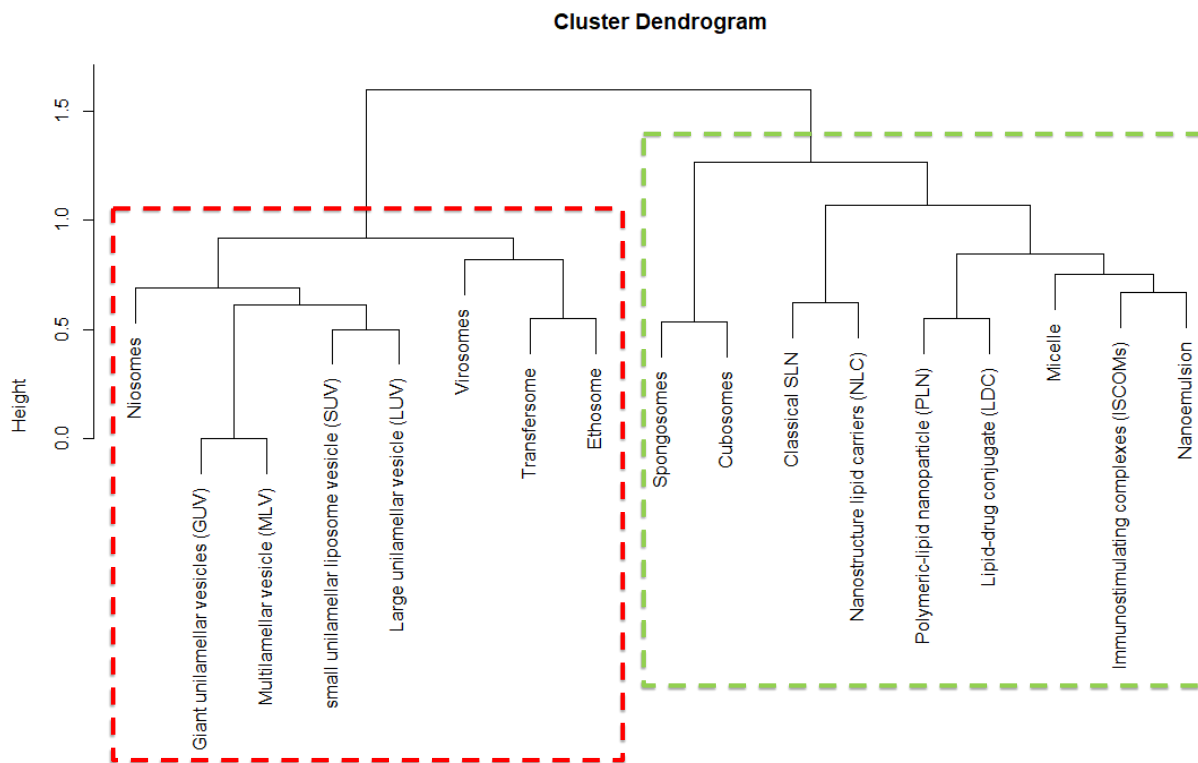 Cluster Dendrogram
Height
0.0
0.5
1.0
1.5
Niosomes
Giant unilamellar vesicles (GUV)
Multilamellar vesicle (MLV)
small unilamellar liposome vesicle (SUV)
Large unilamellar vesicle (LUV)
Virosomes
Transfersome
Ethosome
Spongosomes
Cubosomes
Classical SLN
Nanostructure lipid carriers (NLC)
Polymeric-lipid nanoparticle (PLN)
Lipid-drug conjugate (LDC)
Micelle
Immunostimulating complexes (ISCOMs)
Nanoemulsion